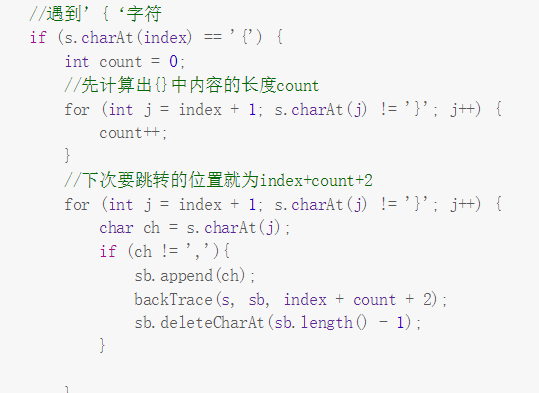 //遇到’{‘字符
if (s.charAt(index) == '{') {
int count = 0;
//先计算出{}中内容的长度count
for (int j = index + 1; s.charAt(j) != '}'; j++) {
count++;
}
//下次要跳转的位置就为index+count+2
for (int j = index + 1; s.charAt(j) != '}'; j++) {
char ch = s.charAt(j);
if (ch != ','){
sb.append(ch);
backTrace(s, sb, index + count + 2);
sb.deleteCharAt(sb.length() - 1);
}
}